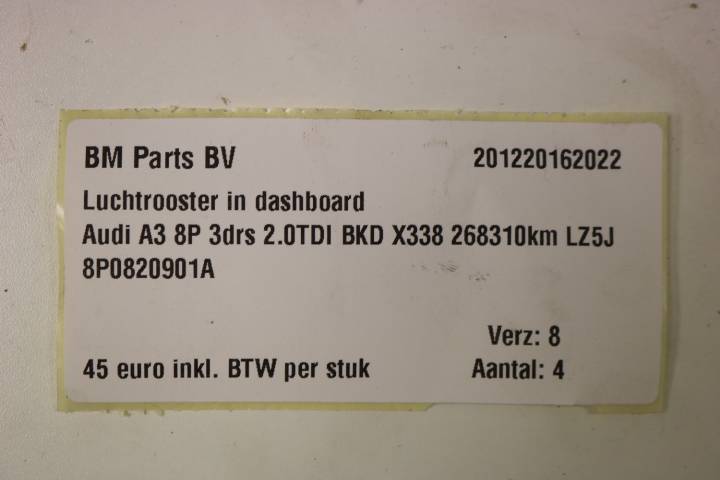 BM Parts BV 201220162022
Luchtrooster in dashboard
Audi A3 8P 3drs 2.0TDI BKD X338 268310km LZ5J
8P0820901A
Verz: 8
45 euro inkl. BTW per stuk Aantal: 4